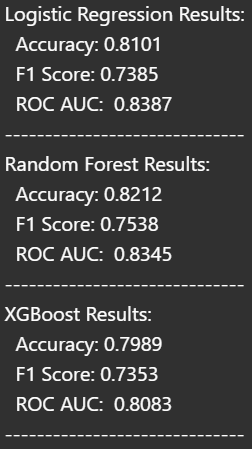 Logistic Regression Results:
Accuracy: 0.8101
F1 Score: 0.7385
ROC AUC: 0.8387
------------------------------
Random Forest Results:
Accuracy: 0.8212
F1 Score: 0.7538
ROC AUC: 0.8345
------------------------------
XGBoost Results:
Accuracy: 0.7989
F1 Score: 0.7353
ROC AUC: 0.8083
------------------------------